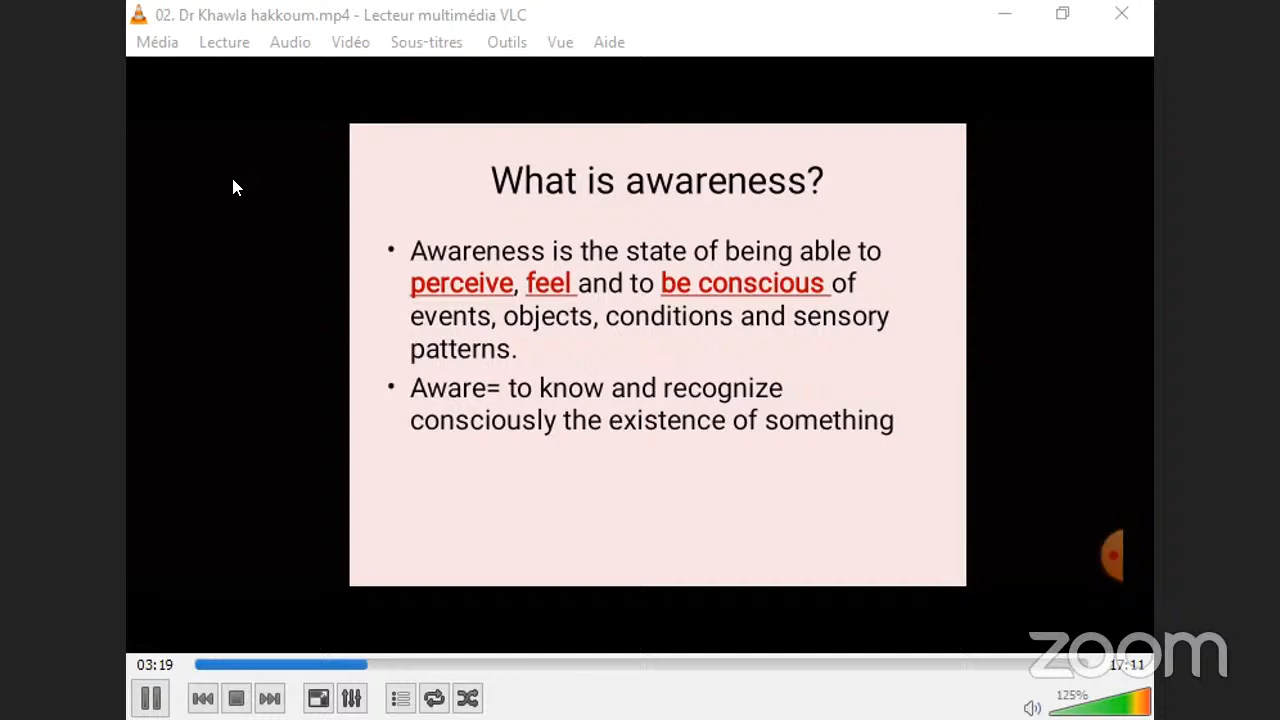 02. Dr Khawla hakkoum.mp4 - Lecteur multimédia VLC
Média Lecture Audio Vidéo Sous-titres Outils Vue Aide
What is awareness?
• Awareness is the state of being able to
perceive, feel and to be conscious of
events, objects, conditions and sensory
patterns.
• Aware= to know and recognize
consciously the existence of something
03:19
17:11
zoom
125%